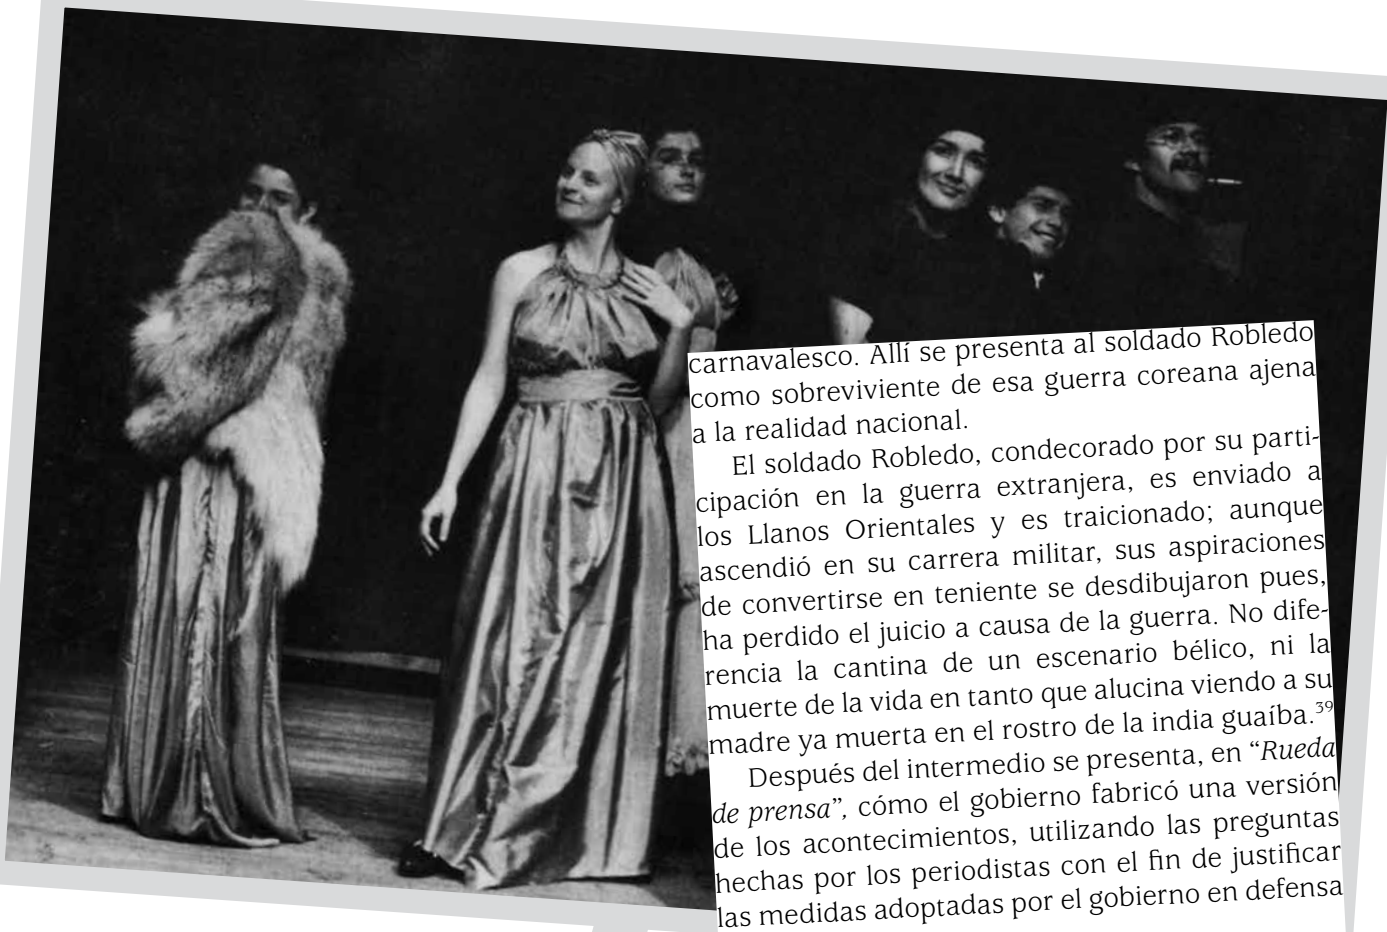 carnavalesco. Allí se presenta al soldado Robledo
como sobreviviente de esa guerra coreana ajena
a la realidad nacional.
El soldado Robledo, condecorado por su parti-
cipación en la guerra extranjera, es enviado a
los Llanos Orientales y es traicionado; aunque
ascendió en su carrera militar, sus aspiraciones
de convertirse en teniente se desdibujaron pues,
ha perdido el juicio a causa de la guerra. No dife-
rencia la cantina de un escenario bélico, ni la
muerte de la vida en tanto que alucina viendo a su
madre ya muerta en el rostro de la india guaíba.39
Después del intermedio se presenta, en “Rueda
de prensa”, cómo el gobierno fabricó una versión
de los acontecimientos, utilizando las preguntas
hechas por los periodistas con el fin de justificar
las medidas adoptadas por el gobierno en defensa